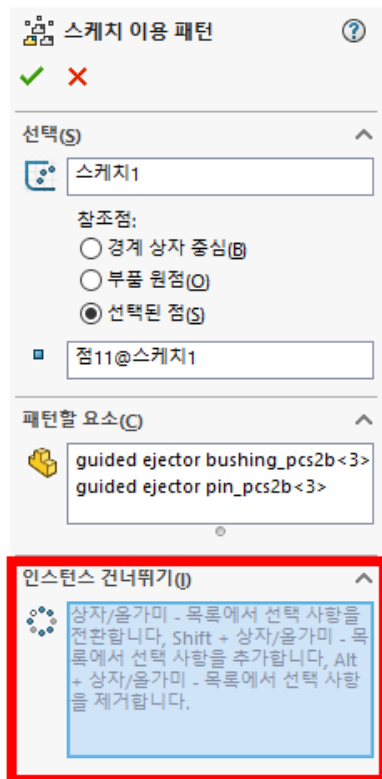 스케치 이용 패턴
선택(S)
스케치1
참조점:
경계 상자 중심(B)
부품 원점(O)
선택된 점(S)
점11@스케치1
패턴할 요소(C)
guided ejector bushing_pcs2b<3>
guided ejector pin_pcs2b<3>
인스턴스 건너뛰기(I)
상자/올가미 - 목록에서 선택 사항을
전환합니다, Shift + 상자/올가미 - 목
록에서 선택 사항을 추가합니다, Alt
+ 상자/올가미 - 목록에서 선택 사항
을 제거합니다.